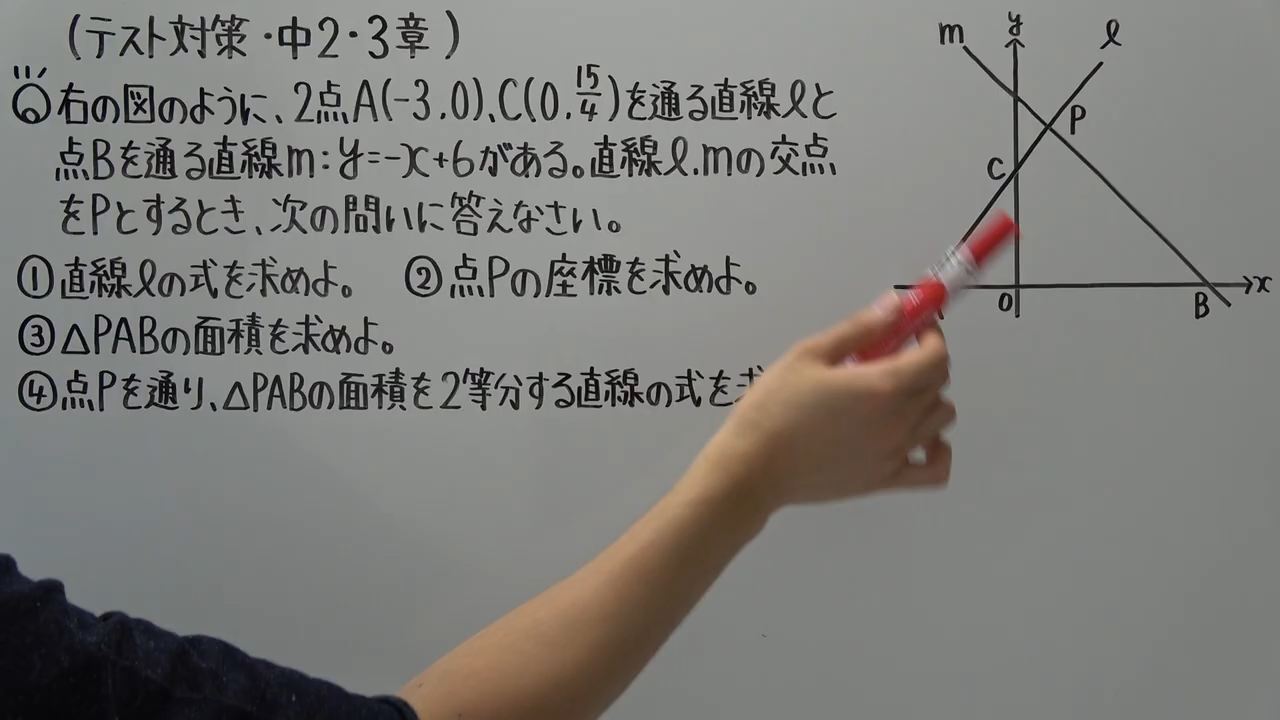 (テスト対策・中2・3章)
Q 右の図のように、2点A(-3,0)、C(0,15/4)を通る直線ℓと
点Bを通る直線m:y=-x+6がある。直線ℓ,mの交点
をPとするとき、次の問いに答えなさい。
①直線ℓの式を求めよ。 ②点Pの座標を求めよ。
③△PABの面積を求めよ。
④点Pを通り、△PABの面積を2等分する直線の式を
m
y
ℓ
P
C
O
B
x